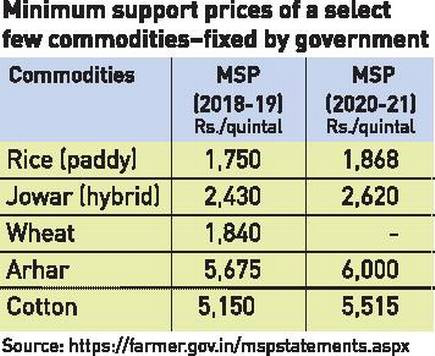 Minimum support prices of a select
few commodities–fixed by government
Commodities MSP MSP
(2018-19) (2020-21)
Rs./quintal Rs./quintal
Rice (paddy) 1,750 1,868
Jowar (hybrid) 2,430 2,620
Wheat 1,840 -
Arhar 5,675 6,000
Cotton 5,150 5,515
Source: https://farmer.gov.in/mspstatements.aspx